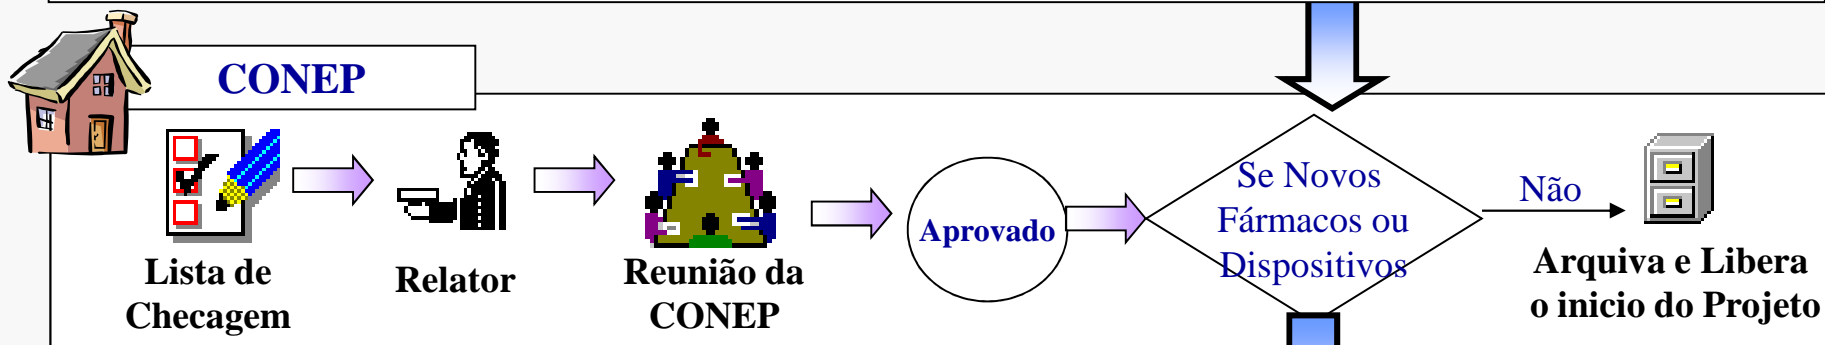 CONEP
Lista de
Checagem
Relator
Reunião da
CONEP
Aprovado
Se Novos
Fármacos ou
Dispositivos
Não
Arquiva e Libera
o inicio do Projeto